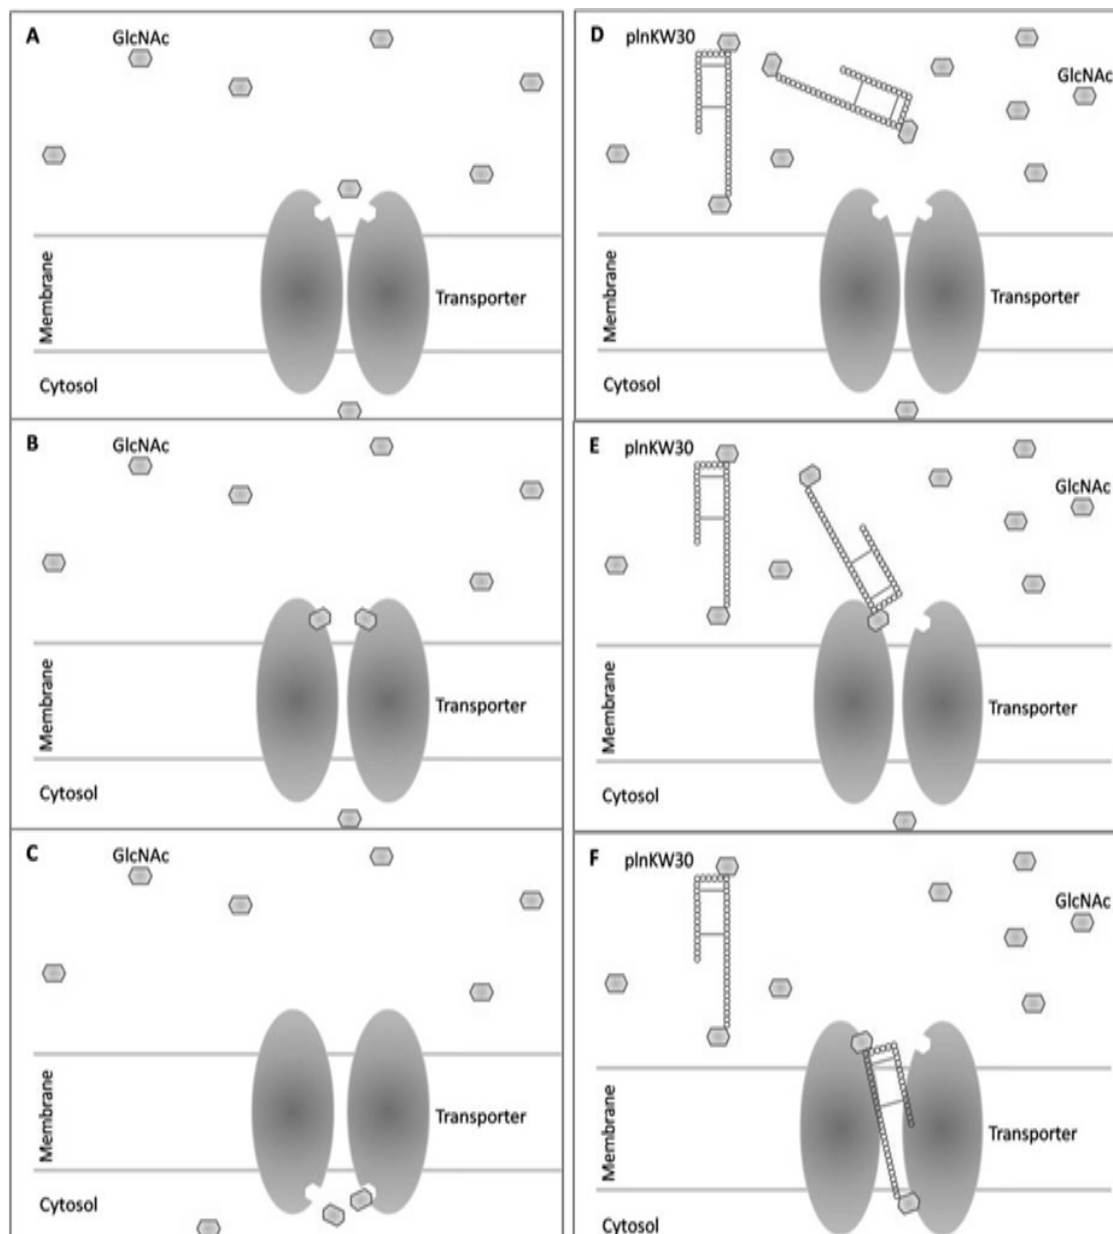 A
GlcNAc
Membrane
Transporter
Cytosol
B
GlcNAc
Membrane
Transporter
Cytosol
C
GlcNAc
Membrane
Transporter
Cytosol
D
plnKW30
GlcNAc
Membrane
Transporter
Cytosol
E
plnKW30
GlcNAc
Membrane
Transporter
Cytosol
F
plnKW30
GlcNAc
Membrane
Transporter
Cytosol